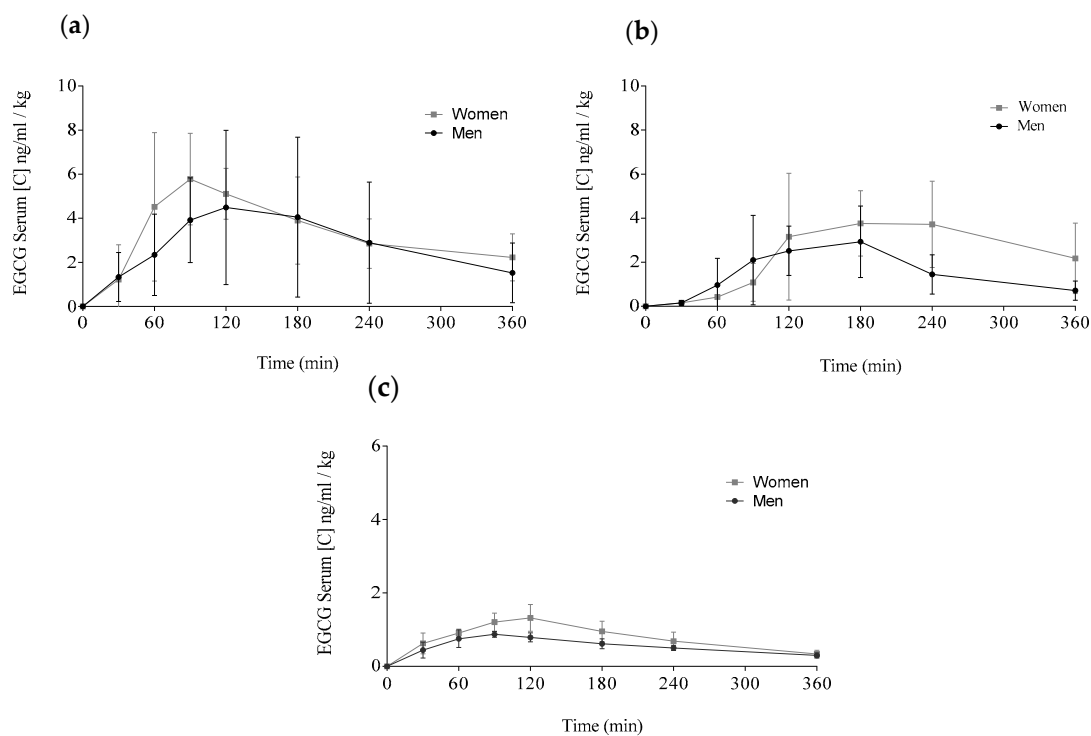 (a)
EGCG Serum [C] ng/ml / kg
10
8
6
4
2
0
0 60 120 180 240 300 360
Time (min)
Women
Men
(b)
EGCG Serum [C] ng/ml / kg
10
8
6
4
2
0
0 60 120 180 240 300 360
Time (min)
Women
Men
(c)
EGCG Serum [C] ng/ml / kg
6
4
2
0
0 60 120 180 240 300 360
Time (min)
Women
Men